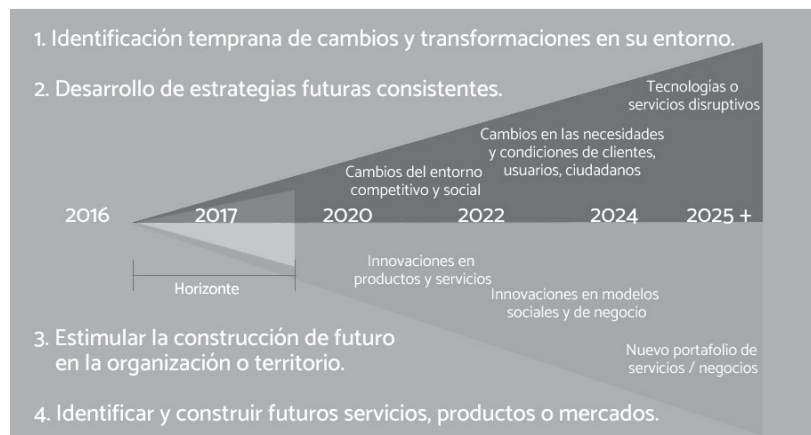 1. Identificación temprana de cambios y transformaciones en su entorno.
2. Desarrollo de estrategias futuras consistentes.
Tecnologías o
servicios disruptivos
Cambios en las necesidades
y condiciones de clientes,
usuarios, ciudadanos
Cambios del entorno
competitivo y social
2016 2017 2020 2022 2024 2025 +
Horizonte
Innovaciones en
productos y servicios
Innovaciones en modelos
sociales y de negocio
Nuevo portafolio de
servicios / negocios
3. Estimular la construcción de futuro
en la organización o territorio.
4. Identificar y construir futuros servicios, productos o mercados.